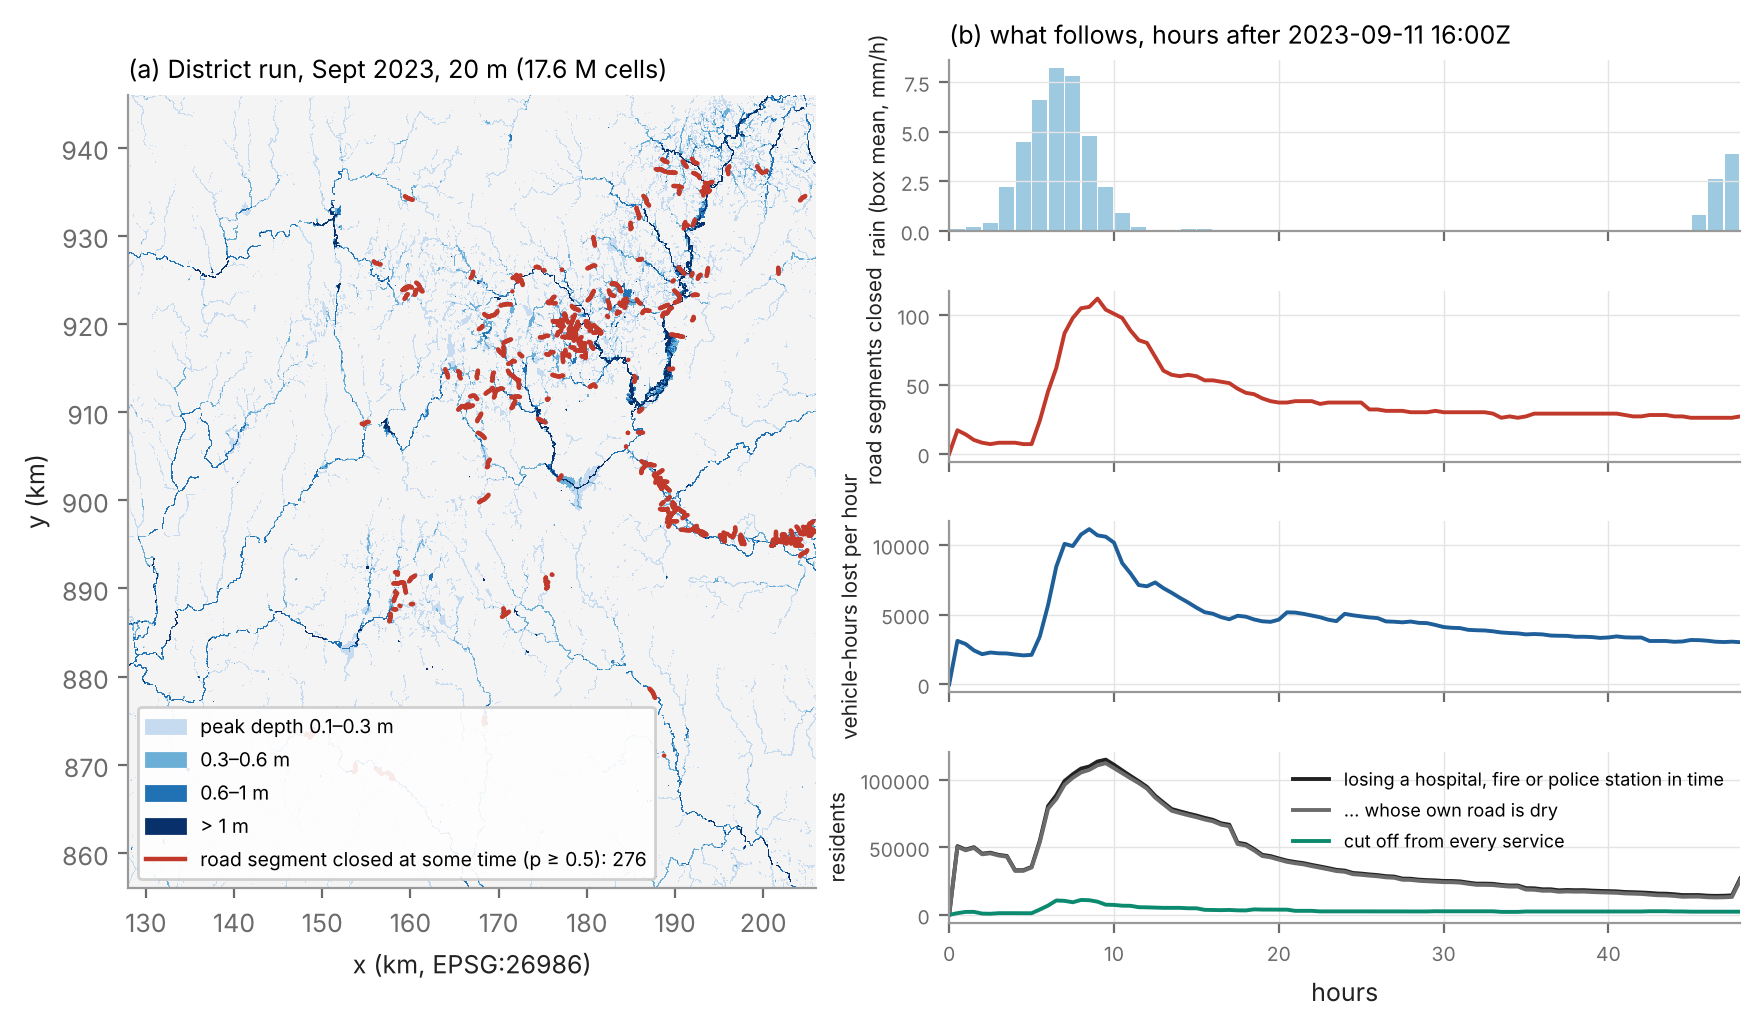 (a) District run, Sept 2023, 20 m (17.6 M cells)
y (km)
940
930
920
910
900
890
880
870
860
peak depth 0.1–0.3 m
0.3–0.6 m
0.6–1 m
> 1 m
road segment closed at some time (p ≥ 0.5): 276
130 140 150 160 170 180 190 200
x (km, EPSG:26986)
(b) what follows, hours after 2023-09-11 16:00Z
rain (box mean, mm/h)
7.5
5.0
2.5
0.0
road segments closed
100
50
0
vehicle-hours lost per hour
10000
5000
0
residents
100000
50000
0
losing a hospital, fire or police station in time
... whose own road is dry
cut off from every service
0 10 20 30 40
hours